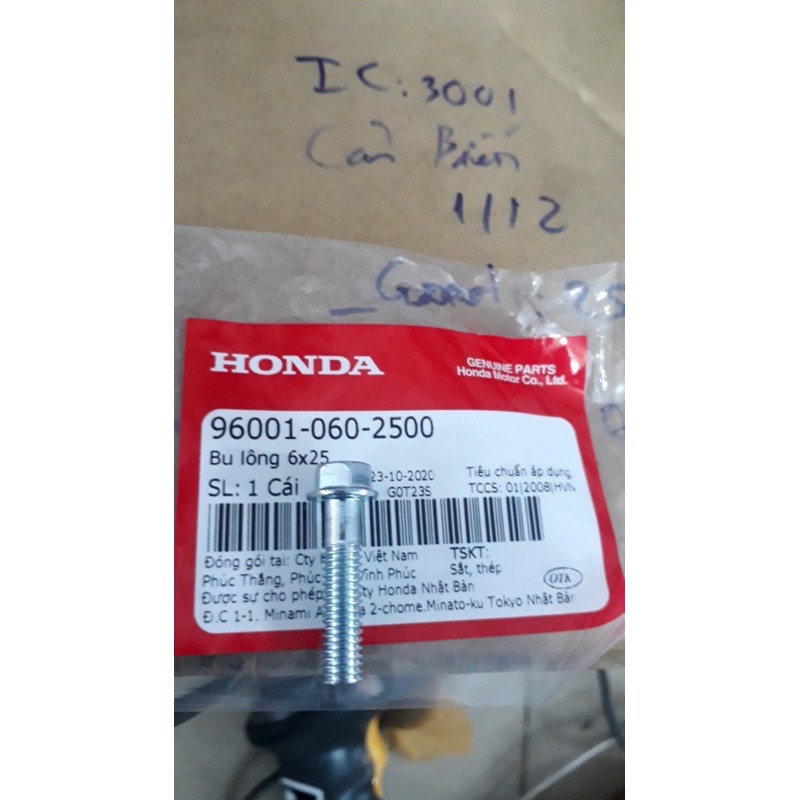 IC: 3001
1/12
HONDA
GENUINE PARTS
Honda Motor Co., Ltd.
96001-060-2500
Bu lông 6x25
23-10-2020
Tiêu chuẩn áp dụng
SL: 1 Cái
G0T23S
TCCS: 01|2008|HVN
Đóng gói tại: Cty Việt Nam
TSKT:
Phúc Thắng, Phúc Vĩnh Phúc
Sắt, thép
Được sự cho phép ty Honda Nhật Bản
OTK
Đ.C 1-1. Minami 2-chome.Minato-ku Tokyo Nhật Bản